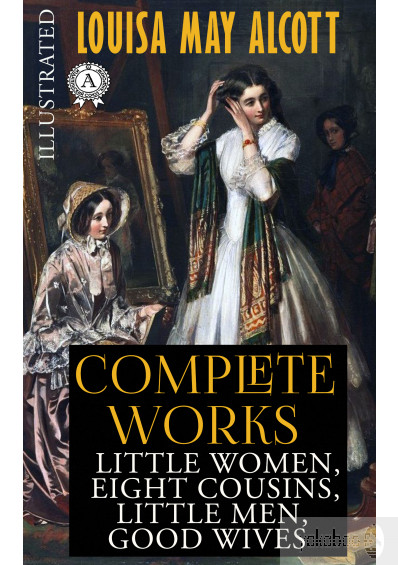 LOUISA MAY ALCOTT
ILLUSTRATED
A
COMPLETE
WORKS
LITTLE WOMEN,
EIGHT COUSINS,
LITTLE MEN,
GOOD WIVES